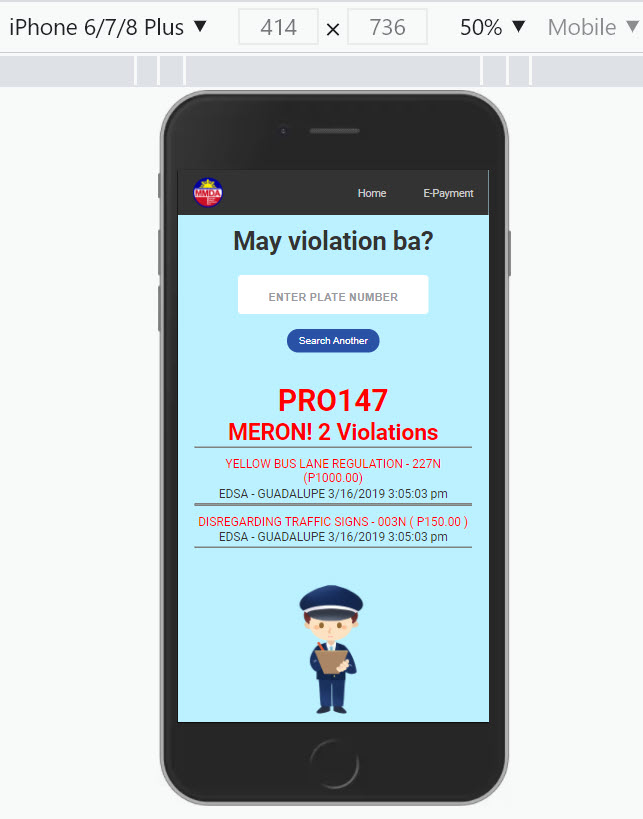 iPhone 6/7/8 Plus ▼ 414 × 736 50% ▼ Mobile ▼
MMDA
Home E-Payment
May violation ba?
ENTER PLATE NUMBER
Search Another
PRO147
MERON! 2 Violations
YELLOW BUS LANE REGULATION - 227N
(P1000.00)
EDSA - GUADALUPE 3/16/2019 3:05:03 pm
DISREGARDING TRAFFIC SIGNS - 003N ( P150.00 )
EDSA - GUADALUPE 3/16/2019 3:05:03 pm